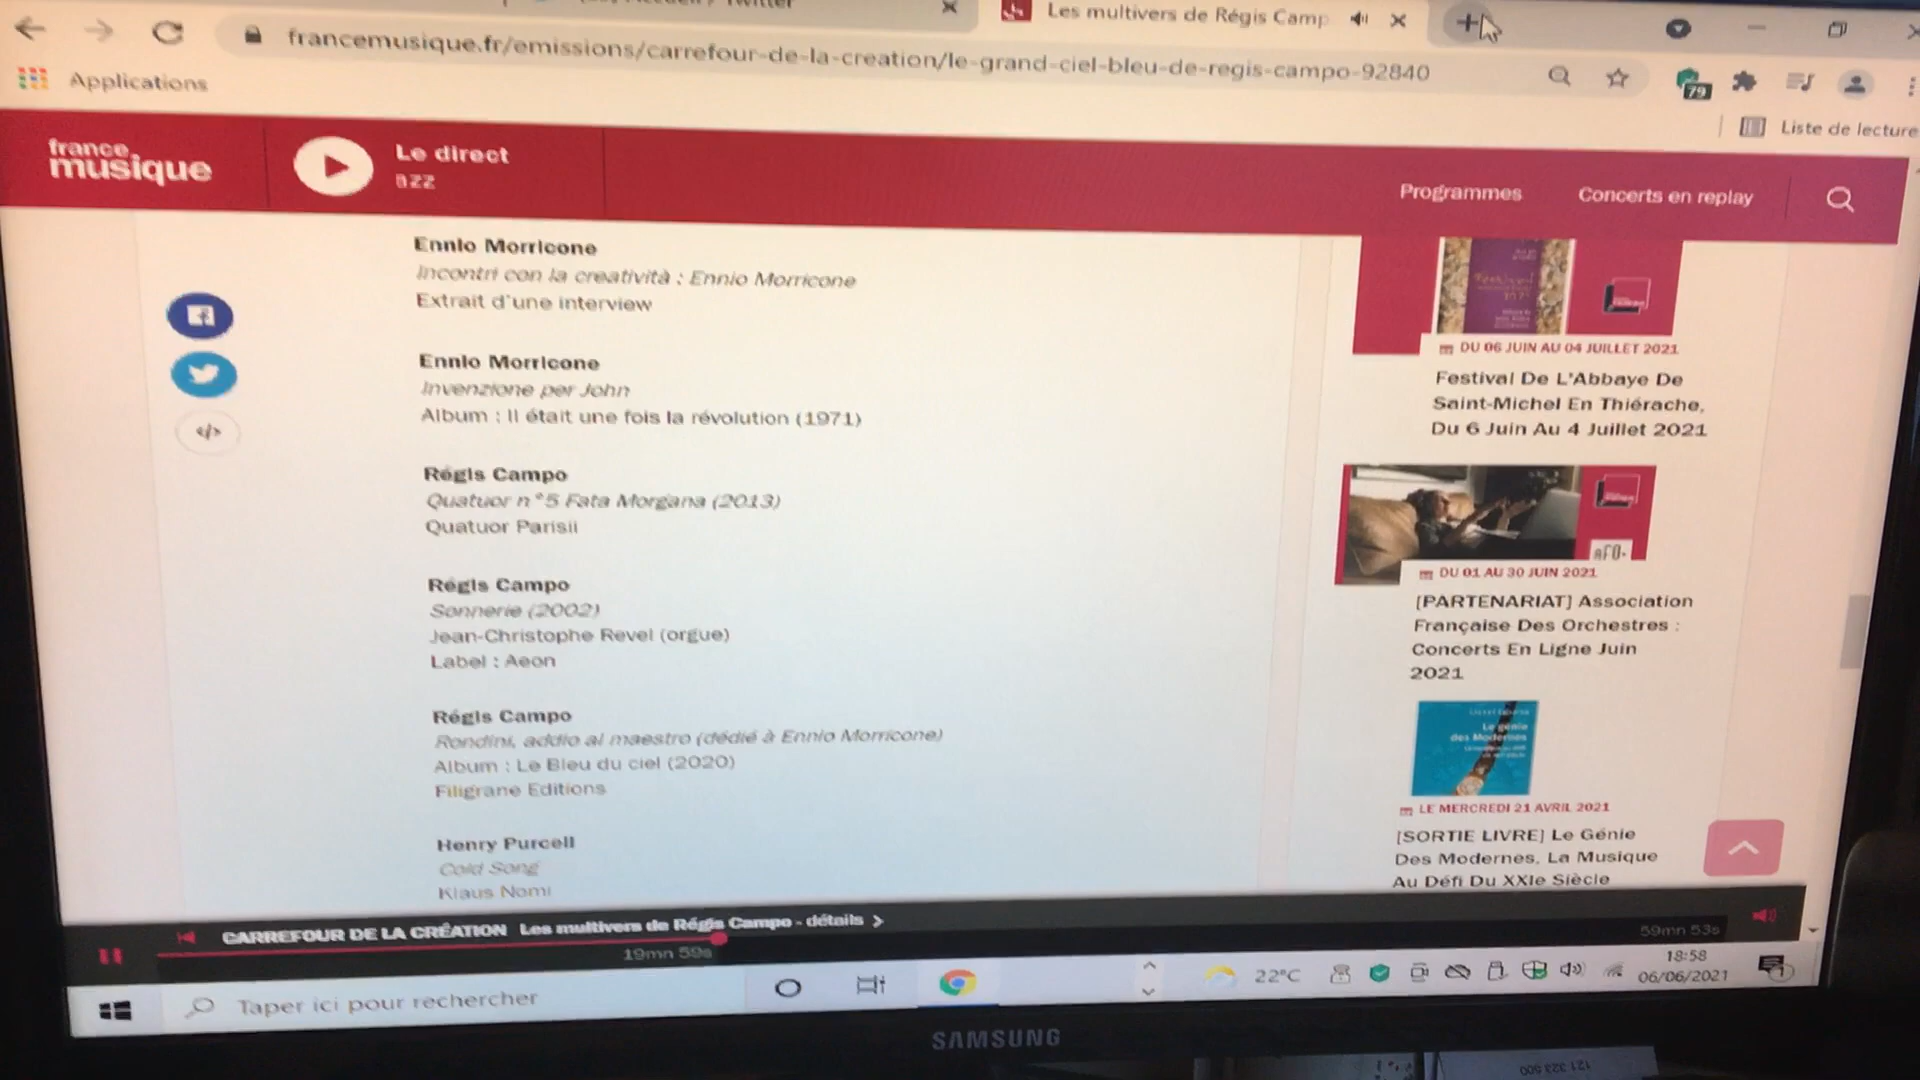 Les multivers de Régis Camp
francemusique.fr/emissions/carrefour-de-la-creation/le-grand-ciel-bleu-de-regis-campo-92840
79
Applications
Liste de lecture
france
musique
Le direct
Programmes
Concerts en replay
Ennio Morricone
Incontri con la creatività : Ennio Morricone
Extrait d'une interview
Ennio Morricone
Invenzione per John
Album : Il était une fois la révolution (1971)
Régis Campo
Quatuor n°5 Fata Morgana (2013)
Quatuor Parisii
Régis Campo
Sonnerie (2002)
Jean-Christophe Revel (orgue)
Label : Aeon
Régis Campo
Rondini, addio al maestro (dédié à Ennio Morricone)
Album : Le Bleu du ciel (2020)
Filigrane Editions
Henry Purcell
Cold Song
Klaus Nomi
DU 06 JUIN AU 04 JUILLET 2021
Festival De L'Abbaye De
Saint-Michel En Thiérache,
Du 6 Juin Au 4 Juillet 2021
AFO
DU 01 AU 30 JUIN 2021
[PARTENARIAT] Association
Française Des Orchestres :
Concerts En Ligne Juin
2021
Le génie
des Modernes
LE MERCREDI 21 AVRIL 2021
[SORTIE LIVRE] Le Génie
Des Modernes, La Musique
Au Défi Du XXIe Siècle
CARREFOUR DE LA CRÉATION Les multivers de Régis Campo - détails >
19mn 59s
59mn 53s
Taper ici pour rechercher
22°C
18:58
06/06/2021
1
SAMSUNG